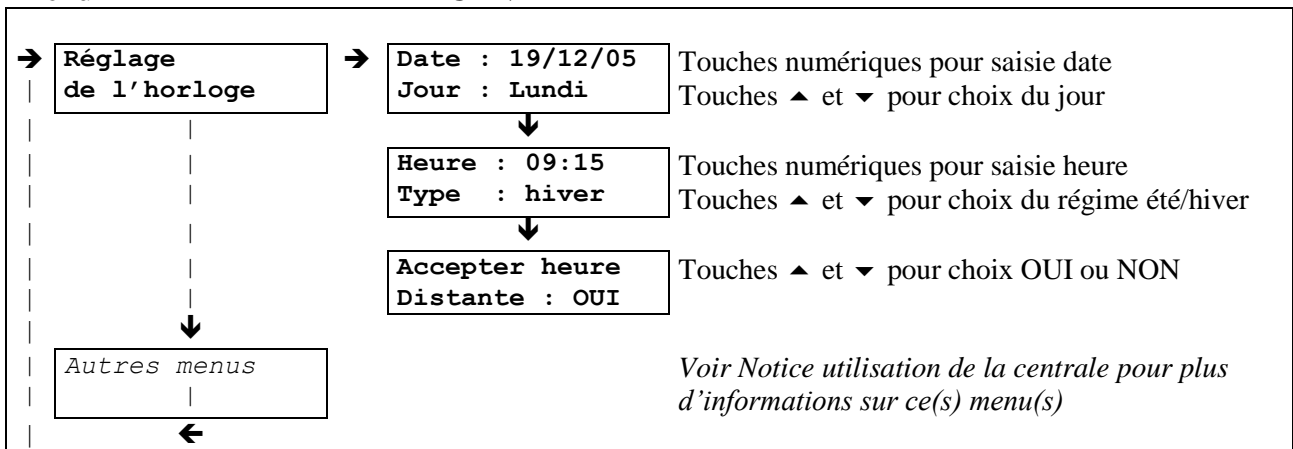 Réglage
de l’horloge
Date : 19/12/05
Jour : Lundi
Touches numériques pour saisie date
Touches ▲ et ▼ pour choix du jour
Heure : 09:15
Type : hiver
Touches numériques pour saisie heure
Touches ▲ et ▼ pour choix du régime été/hiver
Accepter heure
Distante : OUI
Touches ▲ et ▼ pour choix OUI ou NON
Autres menus
Voir Notice utilisation de la centrale pour plus
d’informations sur ce(s) menu(s)